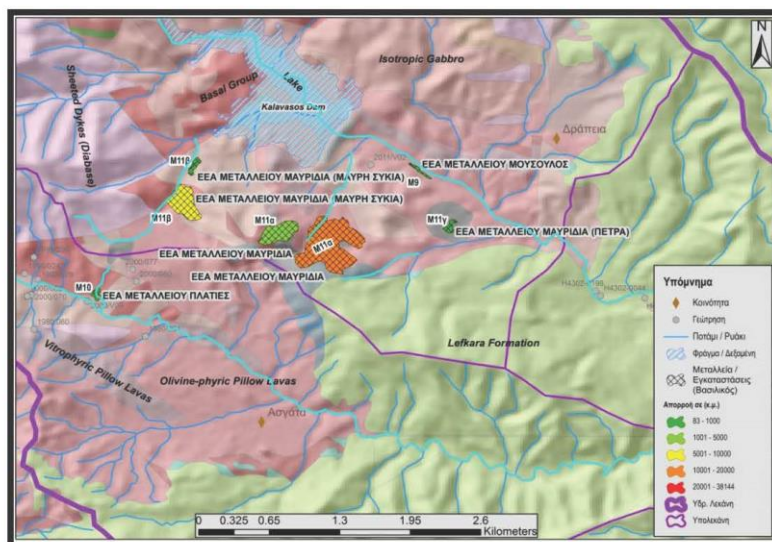 N
Isotropic Gabbro
Basal Group
Lake
Kalavasos Dam
Sheeted Dykes (Diabase)
Δράπεια
2011/V02
M11β
M9
ΕΕΑ ΜΕΤΑΛΛΕΙΟΥ ΜΟΥΣΟΥΛΟΣ
ΕΕΑ ΜΕΤΑΛΛΕΙΟΥ ΜΑΥΡΙΔΙΑ (ΜΑΥΡΗ ΣΥΚΙΑ)
ΕΕΑ ΜΕΤΑΛΛΕΙΟΥ ΜΑΥΡΙΔΙΑ (ΜΑΥΡΗ ΣΥΚΙΑ)
M11β
M11α
M11α
M11γ
ΕΕΑ ΜΕΤΑΛΛΕΙΟΥ ΜΑΥΡΙΔΙΑ (ΠΕΤΡΑ)
ΕΕΑ ΜΕΤΑΛΛΕΙΟΥ ΜΑΥΡΙΔΙΑ
ΕΕΑ ΜΕΤΑΛΛΕΙΟΥ ΜΑΥΡΙΔΙΑ
M10
ΕΕΑ ΜΕΤΑΛΛΕΙΟΥ ΠΛΑΤΙΕΣ
Vitrophyric Pillow Lavas
Olivine-phyric Pillow Lavas
Lefkara Formation
Ασγάτα
Υπόμνημα
Κοινότητα
Γεώτρηση
Ποτάμι / Ρυάκι
Φράγμα / Δεξαμενή
Μεταλλεία /
Εγκαταστάσεις
(Βασιλικός)
Απορροή σε (κ.μ.)
83 - 1000
1001 - 5000
5001 - 10000
10001 - 20000
20001 - 38144
Υδρ. Λεκάνη
Υπολεκάνη
0 0.325 0.65 1.3 1.95 2.6
Kilometers